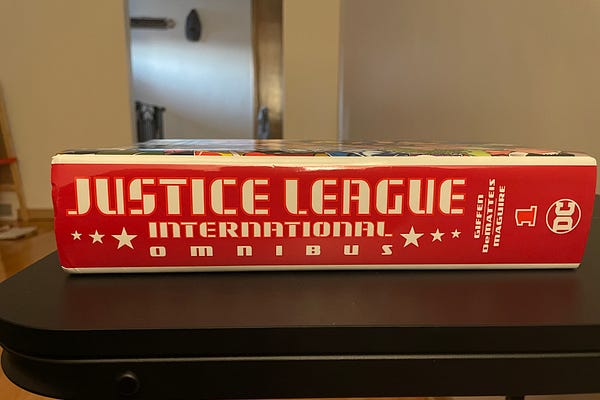 JUSTICE LEAGUE
INTERNATIONAL
OMNIBUS
GIFFEN
DeMATTEIS
MAGUIRE
1
DC